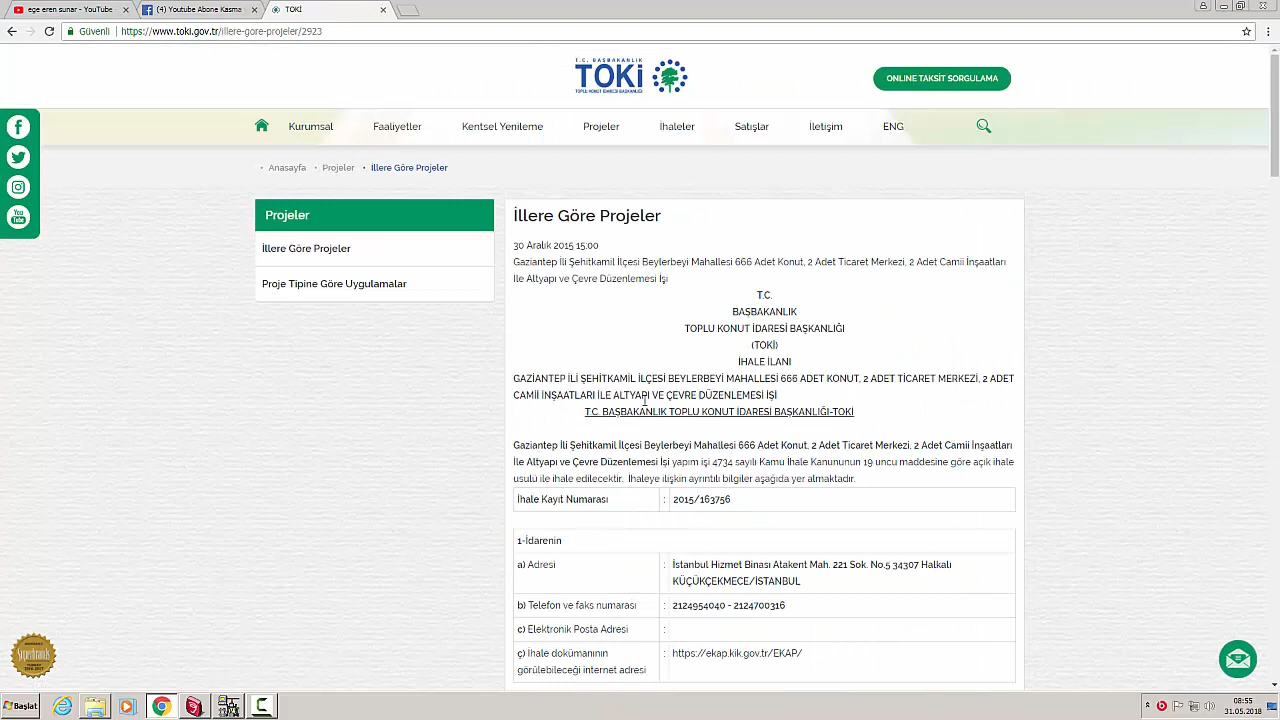 ege eren sunar - YouTube
(4) Youtube Abone Kasma
TOKİ
Güvenli
https://www.toki.gov.tr/illere-gore-projeler/2923
T.C. BAŞBAKANLIK
TOKİ
TOPLU KONUT İDARESİ BAŞKANLIĞI
ONLINE TAKSİT SORGULAMA
Kurumsal
Faaliyetler
Kentsel Yenileme
Projeler
İhaleler
Satışlar
İletişim
ENG
You
Tube
Anasayfa
Projeler
İllere Göre Projeler
Projeler
İllere Göre Projeler
Proje Tipine Göre Uygulamalar
İllere Göre Projeler
30 Aralık 2015 15:00
Gaziantep İli Şehitkamil İlçesi Beylerbeyi Mahallesi 666 Adet Konut, 2 Adet Ticaret Merkezi, 2 Adet Camii İnşaatları
İle Altyapı ve Çevre Düzenlemesi İşi
T.C.
BAŞBAKANLIK
TOPLU KONUT İDARESİ BAŞKANLIĞI
(TOKİ)
İHALE İLANI
GAZİANTEP İLİ ŞEHİTKAMİL İLÇESİ BEYLERBEYİ MAHALLESİ 666 ADET KONUT, 2 ADET TİCARET MERKEZİ, 2 ADET
CAMİİ İNŞAATLARI İLE ALTYAPI VE ÇEVRE DÜZENLEMESİ İŞİ
T.C. BAŞBAKANLIK TOPLU KONUT İDARESİ BAŞKANLIĞI-TOKİ
Gaziantep İli Şehitkamil İlçesi Beylerbeyi Mahallesi 666 Adet Konut, 2 Adet Ticaret Merkezi, 2 Adet Camii İnşaatları
İle Altyapı ve Çevre Düzenlemesi İşi yapım işi 4734 sayılı Kamu İhale Kanununun 19 uncu maddesine göre açık ihale
usulü ile ihale edilecektir. İhaleye ilişkin ayrıntılı bilgiler aşağıda yer almaktadır.
İhale Kayıt Numarası : 2015/163756
1-İdarenin
a) Adresi : İstanbul Hizmet Binası Atakent Mah. 221 Sok. No.5 34307 Halkalı
KÜÇÜKÇEKMECE/İSTANBUL
b) Telefon ve faks numarası : 2124954040 - 2124700316
c) Elektronik Posta Adresi :
ç) İhale dokümanının : https://ekap.kik.gov.tr/EKAP/
görülebileceği internet adresi
Superbrands
Başlat
08:55
31.05.2018